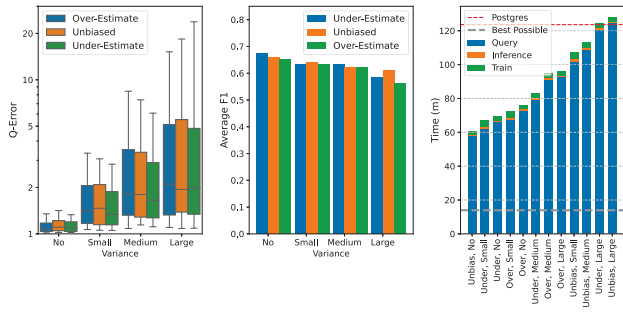 Over-Estimate
Unbiased
Under-Estimate
20
10
5
2
1
Q-Error
No
Small
Medium
Large
Variance
Under-Estimate
Unbiased
Over-Estimate
0.8
0.7
0.6
0.5
0.4
0.3
0.2
0.1
0.0
Average F1
No
Small
Medium
Large
Variance
Postgres
Best Possible
Query
Inference
Train
120
100
80
60
40
20
0
Time (m)
Unbias, No
Under, Small
Under, No
Over, Small
Over, No
Under, Medium
Over, Medium
Over, Large
Unbias, Small
Unbias, Medium
Under, Large
Unbias, Large